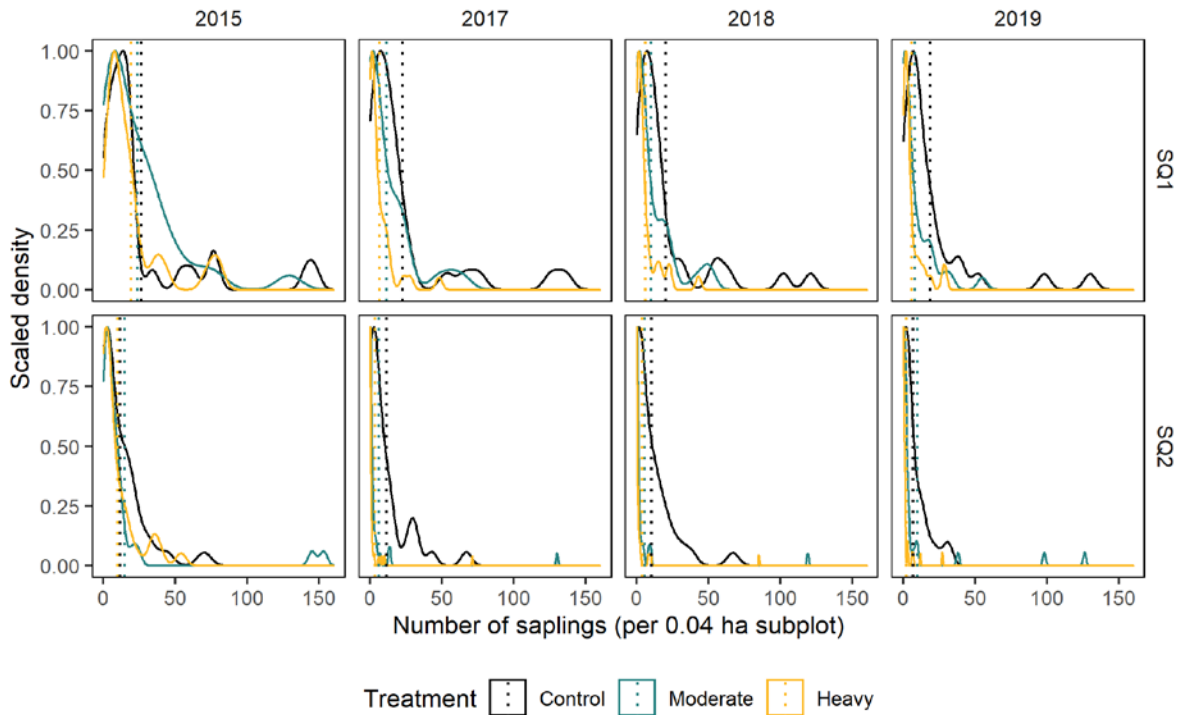 2015 2017 2018 2019
1.00
0.75
0.50
0.25
0.00
SQ1
Scaled density
1.00
0.75
0.50
0.25
0.00
SQ2
0 50 100 150 0 50 100 150 0 50 100 150 0 50 100 150
Number of saplings (per 0.04 ha subplot)
Treatment Control Moderate Heavy